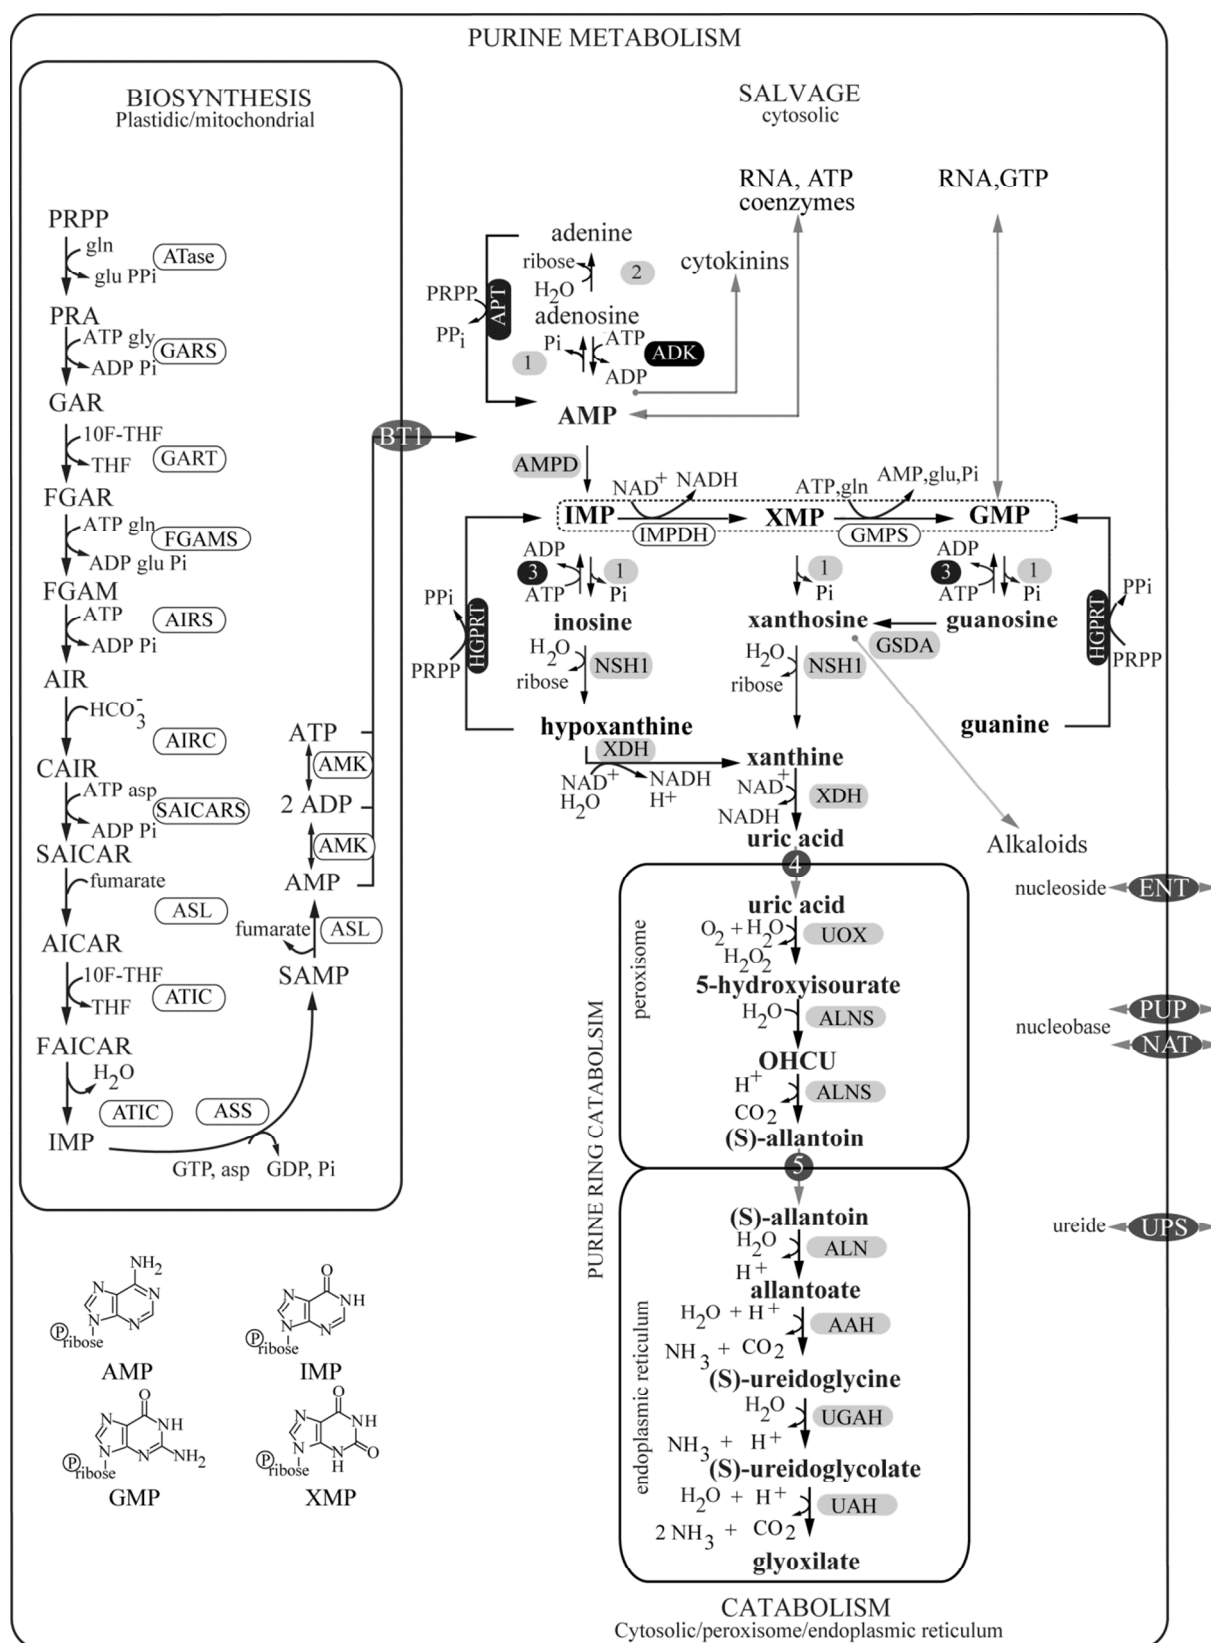 PURINE METABOLISM
BIOSYNTHESIS
Plastidic/mitochondrial
PRPP
gln
glu PPi
ATase
PRA
ATP gly
ADP Pi
GARS
GAR
10F-THF
THF
GART
FGAR
ATP gln
ADP glu Pi
FGAMS
FGAM
ATP
ADP Pi
AIRS
AIR
HCO3-
AIRC
CAIR
ATP asp
ADP Pi
SAICARS
SAICAR
fumarate
ASL
AICAR
10F-THF
THF
ATIC
FAICAR
H2O
ATIC
IMP
ASS
GTP, asp
GDP, Pi
SAMP
fumarate
ASL
AMP
AMK
2 ADP
AMK
ATP
BT1
SALVAGE
cytosolic
RNA, ATP
coenzymes
RNA,GTP
adenine
ribose
H2O
2
cytokinins
PRPP
PPi
APT
adenosine
Pi
ATP
ADP
1
ADK
AMP
AMPD
NAD+ NADH
ATP,gln
AMP,glu,Pi
IMP
IMPDH
XMP
GMPS
GMP
ADP
3
ATP
1
Pi
1
Pi
ADP
3
ATP
1
Pi
PPi
HGPRT
PRPP
PPi
HGPRT
PRPP
inosine
xanthosine
guanosine
GSDA
H2O
ribose
NSH1
H2O
ribose
NSH1
hypoxanthine
guanine
XDH
NAD+
H2O
NADH
H+
xanthine
NAD+
NADH
XDH
uric acid
Alkaloids
4
PURINE RING CATABOLSIM
peroxisome
uric acid
O2 + H2O
H2O2
UOX
5-hydroxyisourate
H2O
ALNS
OHCU
H+
CO2
ALNS
(S)-allantoin
5
endoplasmic reticulum
(S)-allantoin
H2O
H+
ALN
allantoate
H2O + H+
NH3 + CO2
AAH
(S)-ureidoglycine
H2O
NH3 + H+
UGAH
(S)-ureidoglycolate
H2O + H+
2 NH3 + CO2
UAH
glyoxilate
CATABOLISM
Cytosolic/peroxisome/endoplasmic reticulum
nucleoside
ENT
nucleobase
PUP
NAT
ureide
UPS
NH2
N
N
N
N
P
ribose
AMP
O
N
NH
N
N
P
ribose
IMP
O
N
NH
N
N
NH2
P
ribose
GMP
O
N
NH
N
N
H
O
P
ribose
XMP